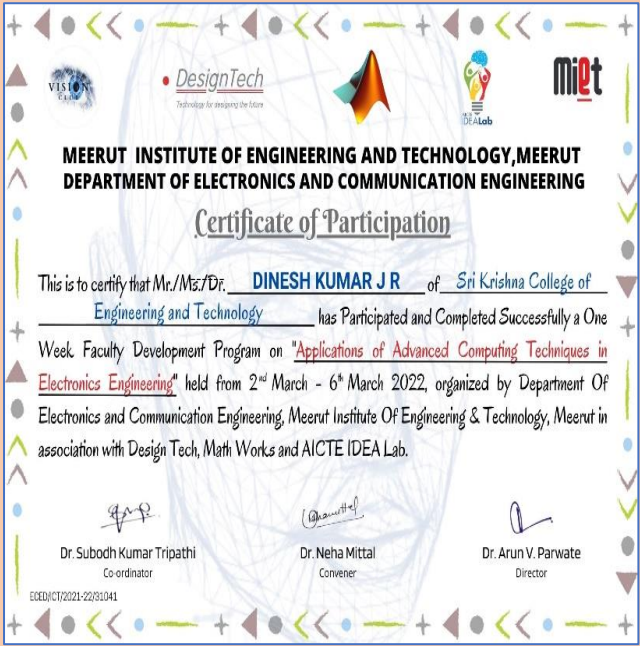 VISION
CLUB
DesignTech
Technology for designing the future
AICTE
IDEALab
miet
MEERUT INSTITUTE OF ENGINEERING AND TECHNOLOGY,MEERUT
DEPARTMENT OF ELECTRONICS AND COMMUNICATION ENGINEERING
Certificate of Participation
This is to certify that Mr./Ms./Dr. DINESH KUMAR J R of Sri Krishna College of
Engineering and Technology has Participated and Completed Successfully a One
Week Faculty Development Program on "Applications of Advanced Computing Techniques in
Electronics Engineering" held from 2nd March - 6th March 2022, organized by Department Of
Electronics and Communication Engineering, Meerut Institute Of Engineering & Technology, Meerut in
association with Design Tech, Math Works and AICTE IDEA Lab.
Dr. Subodh Kumar Tripathi
Co-ordinator
Dr. Neha Mittal
Convener
Dr. Arun V. Parwate
Director
ECED/ICT/2021-22/31041